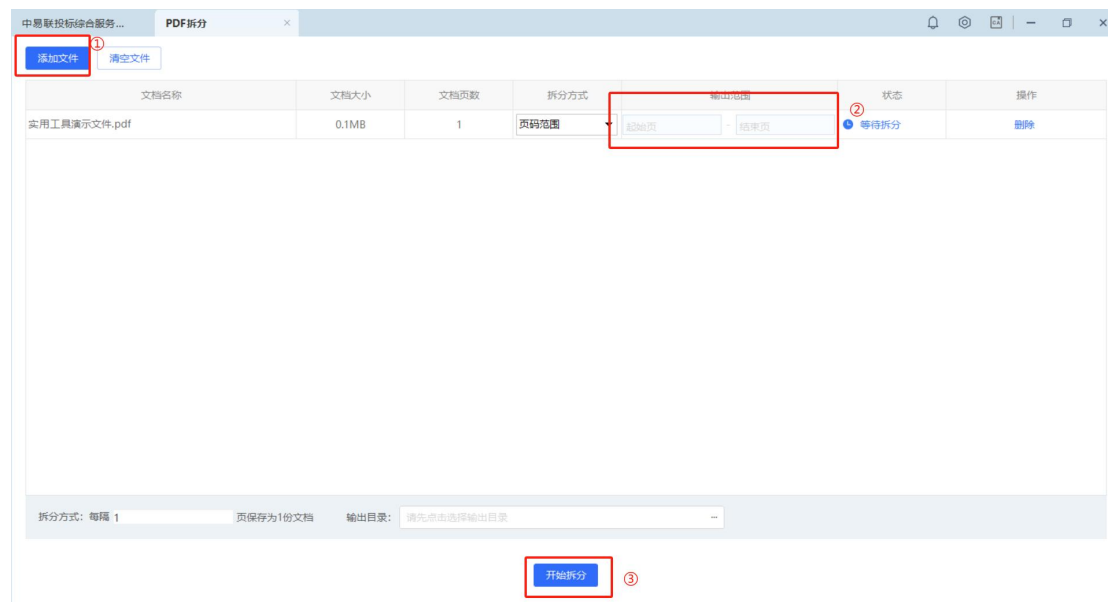 中易联投标综合服务... PDF拆分 ×
①
添加文件 清空文件
文档名称 文档大小 文档页数 拆分方式 输出范围 状态 操作
②
实用工具演示文件.pdf 0.1MB 1 页码范围 起始页 - 结束页 等待拆分 删除
拆分方式: 每隔 1 页保存为1份文档 输出目录: 请先点击选择输出目录 ...
开始拆分 ③